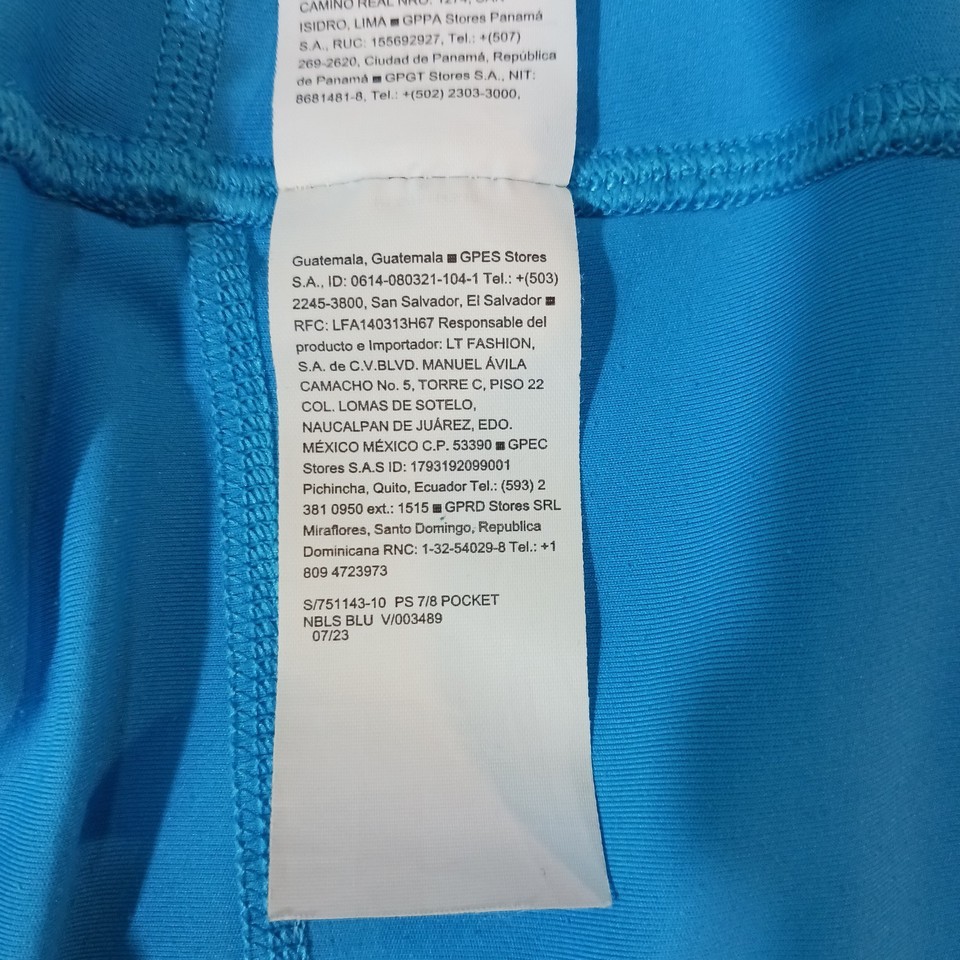 CAMINO REAL NRO. 1274, SAN
ISIDRO, LIMA ■ GPPA Stores Panamá
S.A., RUC: 155692927, Tel.: +(507)
269-2620, Ciudad de Panamá, República
de Panamá ■ GPGT Stores S.A., NIT:
8681481-8, Tel.: +(502) 2303-3000,
Guatemala, Guatemala ■ GPES Stores
S.A., ID: 0614-080321-104-1 Tel.: +(503)
2245-3800, San Salvador, El Salvador ■
RFC: LFA140313H67 Responsable del
producto e Importador: LT FASHION,
S.A. de C.V.BLVD. MANUEL ÁVILA
CAMACHO No. 5, TORRE C, PISO 22
COL. LOMAS DE SOTELO,
NAUCALPAN DE JUÁREZ, EDO.
MÉXICO MÉXICO C.P. 53390 ■ GPEC
Stores S.A.S ID: 1793192099001
Pichincha, Quito, Ecuador Tel.: (593) 2
381 0950 ext.: 1515 ■ GPRD Stores SRL
Miraflores, Santo Domingo, Republica
Dominicana RNC: 1-32-54029-8 Tel.: +1
809 4723973
S/751143-10 PS 7/8 POCKET
NBLS BLU V/003489
07/23